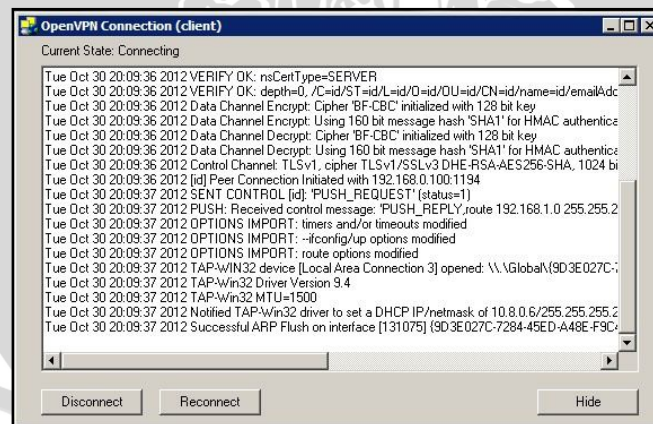 OpenVPN Connection (client)
Current State: Connecting
Tue Oct 30 20:09:36 2012 VERIFY OK: nsCertType=SERVER
Tue Oct 30 20:09:36 2012 VERIFY OK: depth=0, /C=id/ST=id/L=id/O=id/OU=id/CN=id/name=id/emailAdd
Tue Oct 30 20:09:36 2012 Data Channel Encrypt: Cipher 'BF-CBC' initialized with 128 bit key
Tue Oct 30 20:09:36 2012 Data Channel Encrypt: Using 160 bit message hash 'SHA1' for HMAC authentica
Tue Oct 30 20:09:36 2012 Data Channel Decrypt: Cipher 'BF-CBC' initialized with 128 bit key
Tue Oct 30 20:09:36 2012 Data Channel Decrypt: Using 160 bit message hash 'SHA1' for HMAC authentica
Tue Oct 30 20:09:36 2012 Control Channel: TLSv1, cipher TLSv1/SSLv3 DHE-RSA-AES256-SHA, 1024 bi
Tue Oct 30 20:09:36 2012 [id] Peer Connection Initiated with 192.168.0.100:1194
Tue Oct 30 20:09:37 2012 SENT CONTROL [id]: 'PUSH_REQUEST' (status=1)
Tue Oct 30 20:09:37 2012 PUSH: Received control message: 'PUSH_REPLY,route 192.168.1.0 255.255.2
Tue Oct 30 20:09:37 2012 OPTIONS IMPORT: timers and/or timeouts modified
Tue Oct 30 20:09:37 2012 OPTIONS IMPORT: --ifconfig/up options modified
Tue Oct 30 20:09:37 2012 OPTIONS IMPORT: route options modified
Tue Oct 30 20:09:37 2012 TAP-WIN32 device [Local Area Connection 3] opened: \\.\Global\{9D3E027C-7
Tue Oct 30 20:09:37 2012 TAP-Win32 Driver Version 9.4
Tue Oct 30 20:09:37 2012 TAP-Win32 MTU=1500
Tue Oct 30 20:09:37 2012 Notified TAP-Win32 driver to set a DHCP IP/netmask of 10.8.0.6/255.255.255.2
Tue Oct 30 20:09:37 2012 Successful ARP Flush on interface [131075] {9D3E027C-7284-45ED-A48E-F9C4
Disconnect
Reconnect
Hide